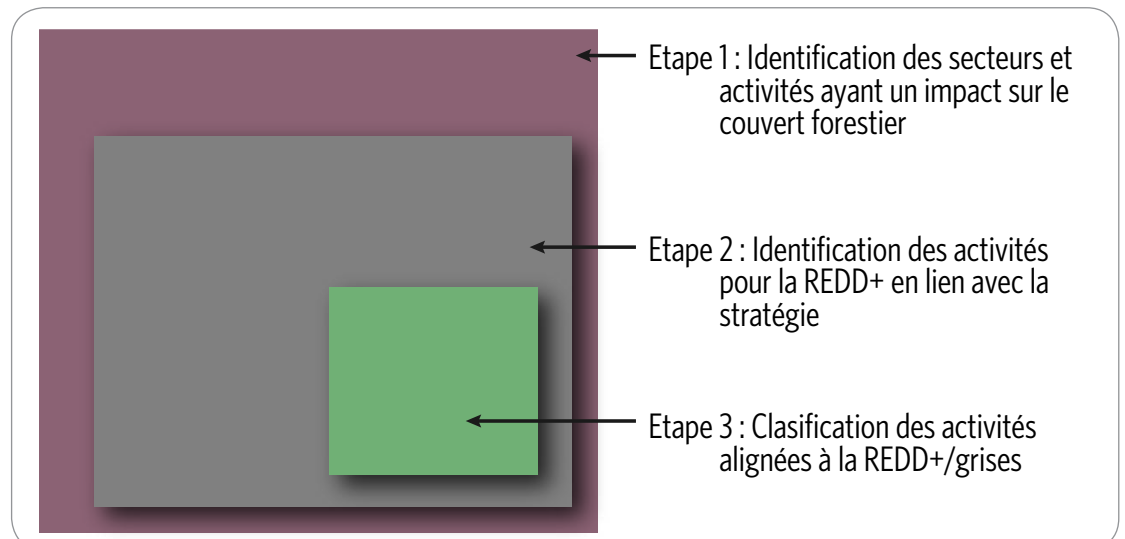 Etape 1 : Identification des secteurs et
activités ayant un impact sur le
couvert forestier
Etape 2 : Identification des activités
pour la REDD+ en lien avec la
stratégie
Etape 3 : Clasification des activités
alignées à la REDD+/grises